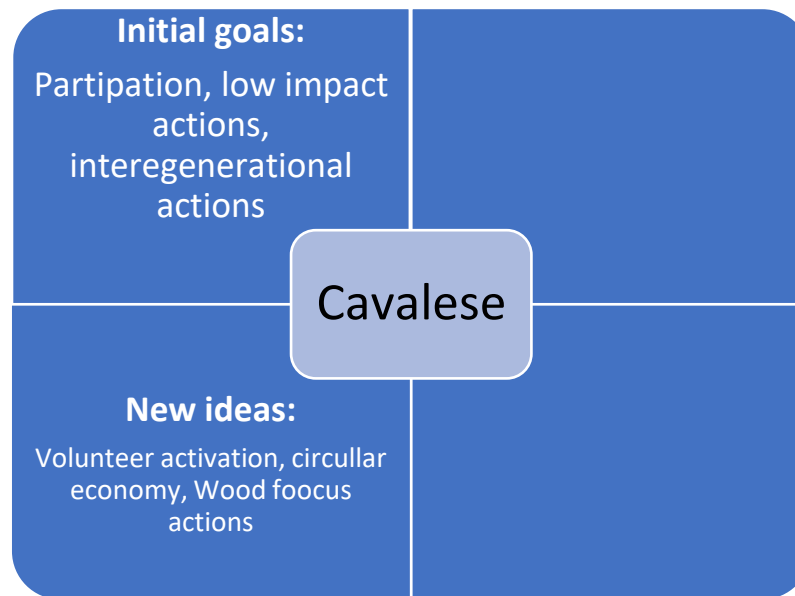 Initial goals:
Partipation, low impact
actions,
interegenerational
actions
Cavalese
New ideas:
Volunteer activation, circullar
economy, Wood foocus
actions